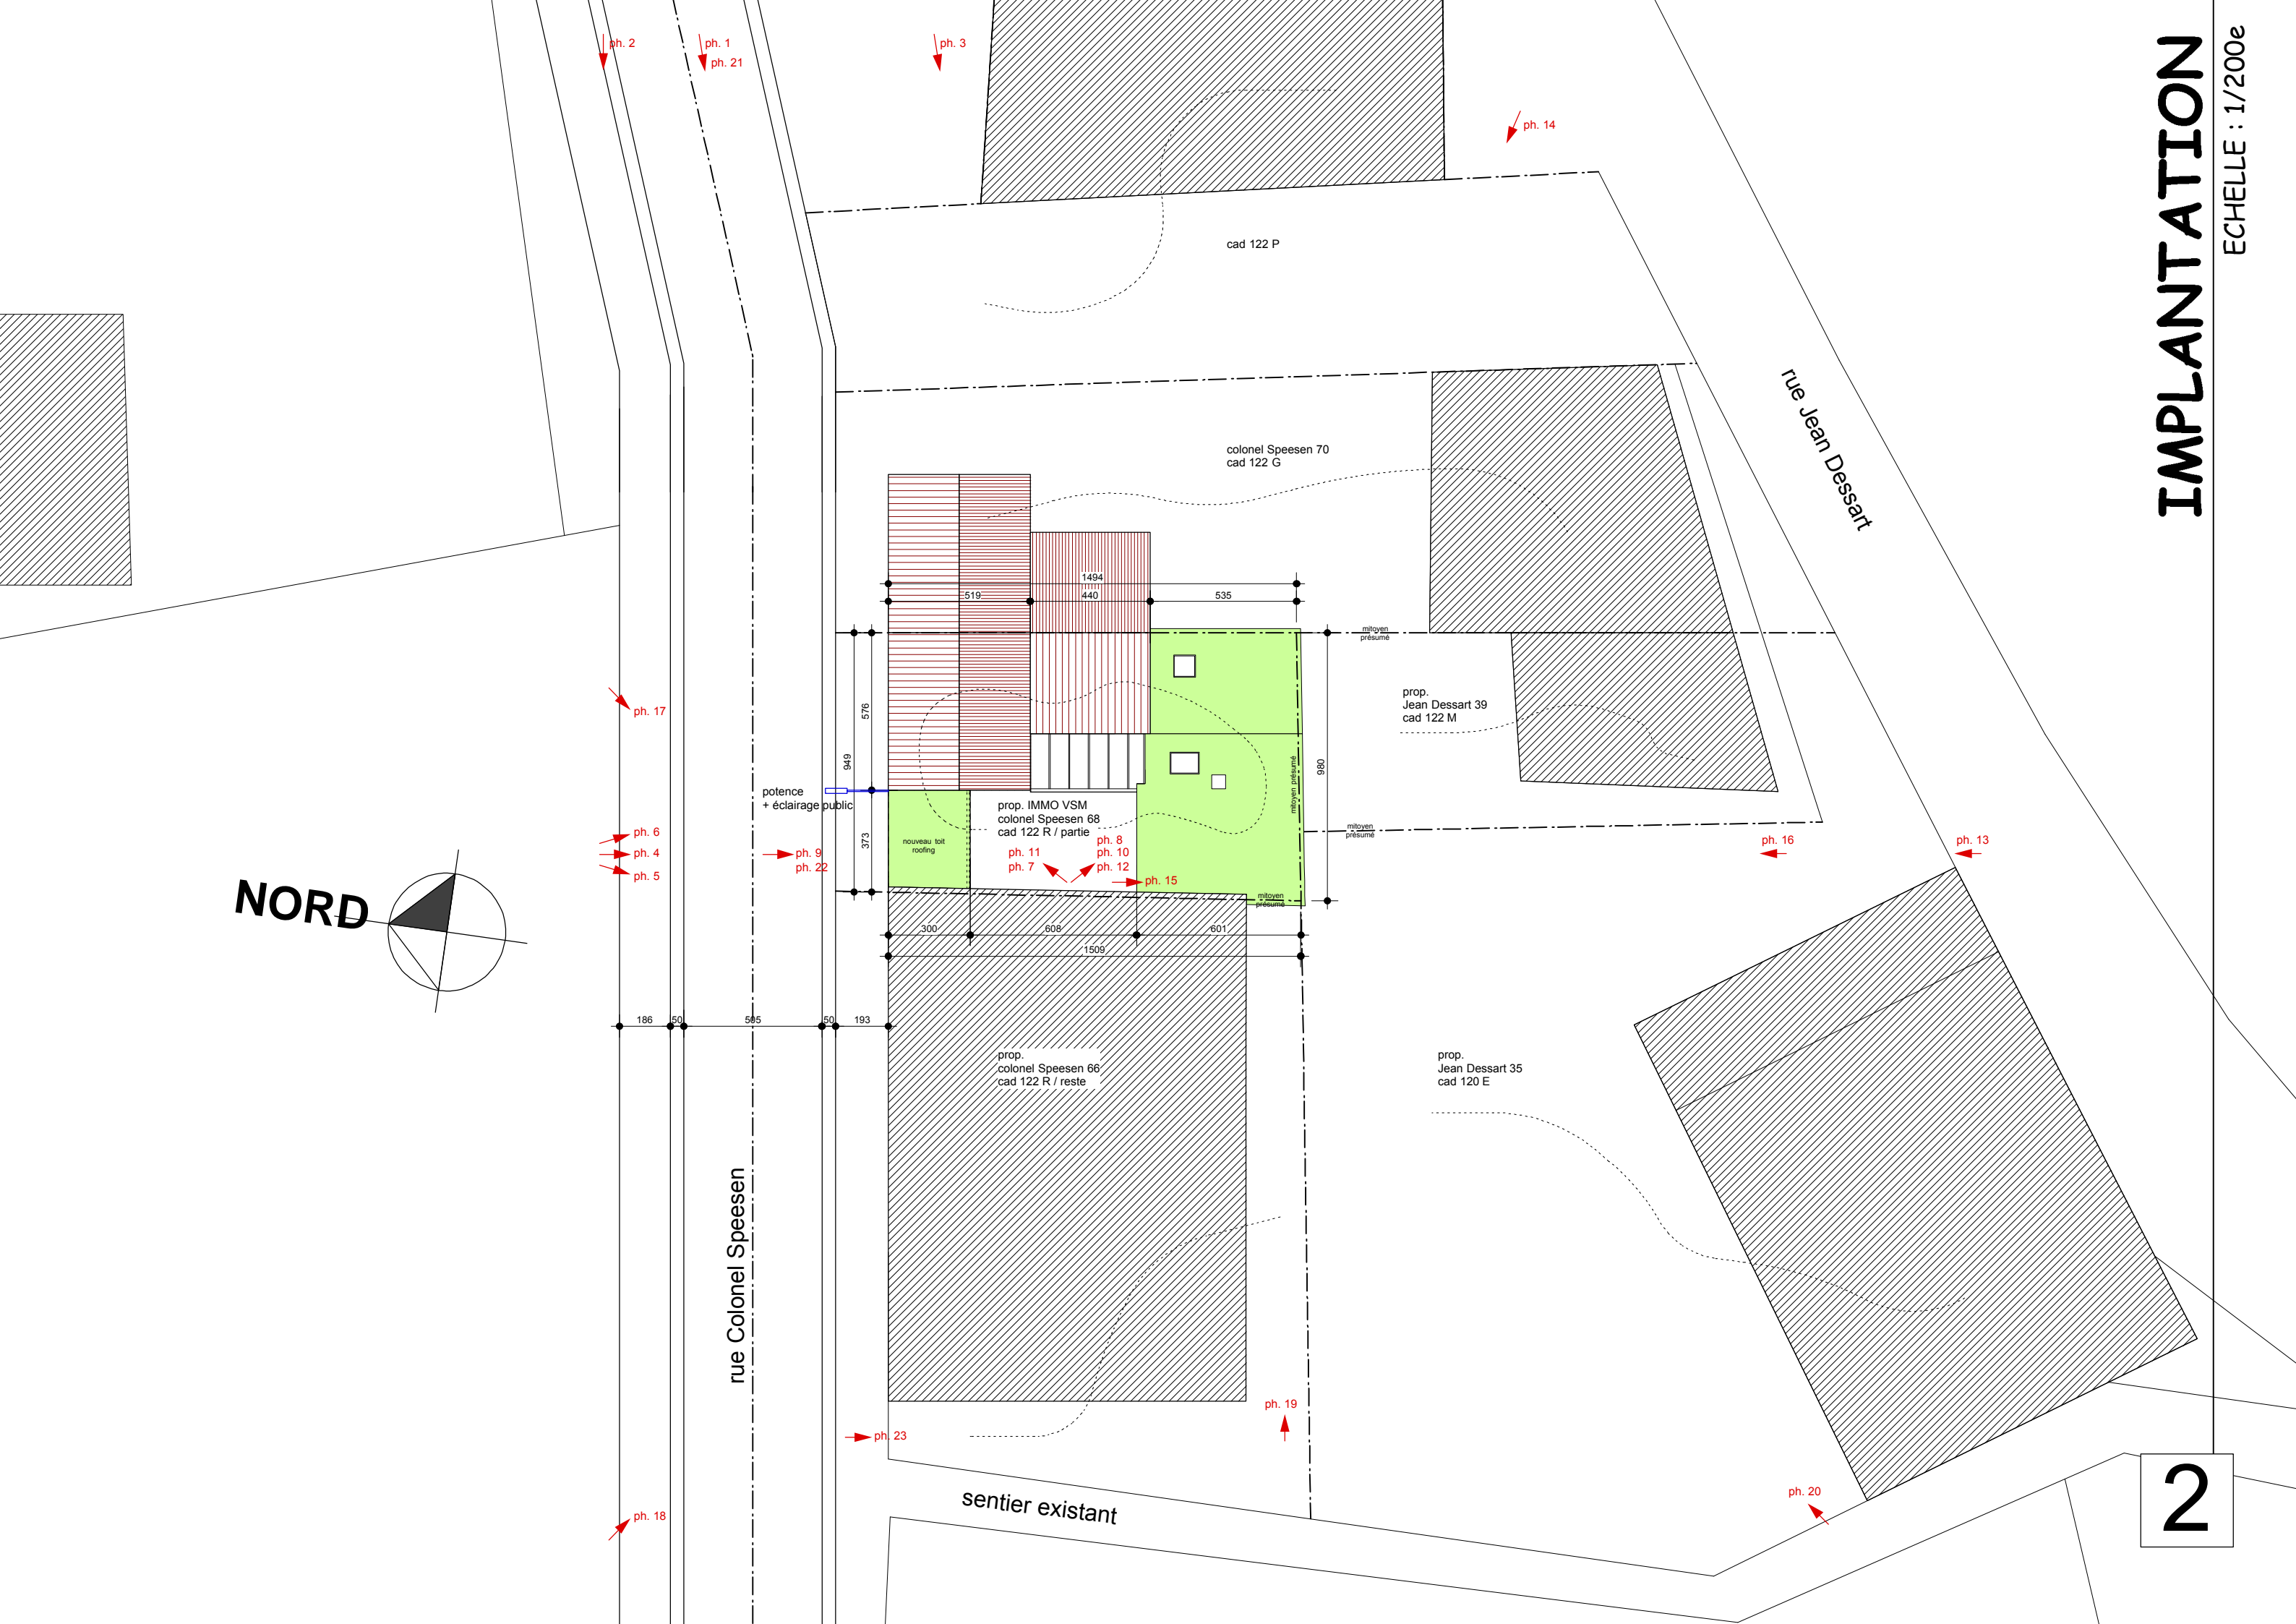 IMPLANTATION
ECHELLE : 1/200e
ph. 2
ph. 1
ph. 21
ph. 3
ph. 14
cad 122 P
rue Jean Dessart
colonel Speesen 70
cad 122 G
1494
519
440
535
mitoyen
présumé
576
949
373
980
mitoyen présumé
prop.
Jean Dessart 39
cad 122 M
ph. 17
potence
+ éclairage public
prop. IMMO VSM
colonel Speesen 68
cad 122 R / partie
nouveau toit
roofing
mitoyen
présumé
ph. 6
ph. 4
ph. 5
ph. 9
ph. 22
ph. 11
ph. 7
ph. 8
ph. 10
ph. 12
ph. 15
ph. 16
ph. 13
NORD
mitoyen
présumé
300
608
601
1509
186
50
505
50
193
prop.
colonel Speesen 66
cad 122 R / reste
prop.
Jean Dessart 35
cad 120 E
rue Colonel Speesen
ph. 19
ph. 23
ph. 18
sentier existant
ph. 20
2